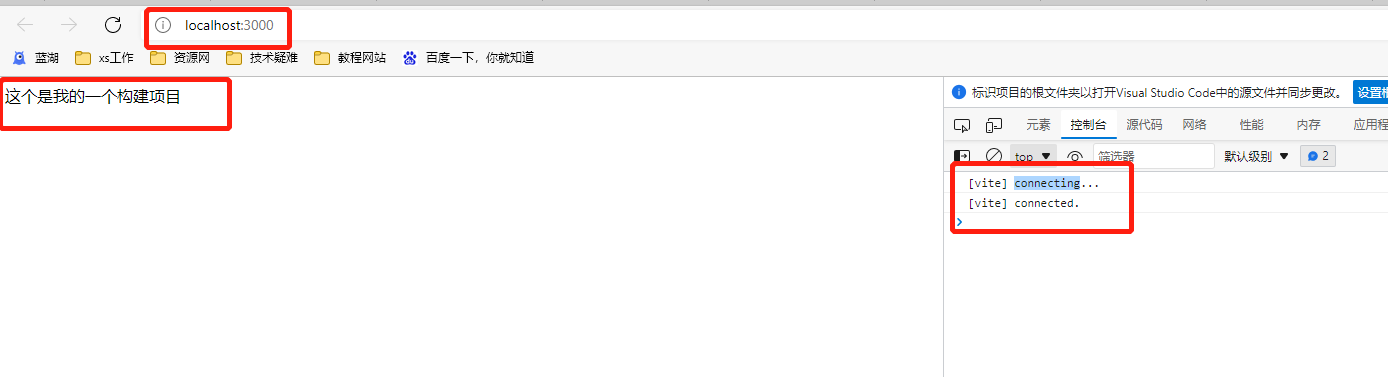 localhost:3000
蓝湖 xs工作 资源网 技术疑难 教程网站 百度一下，你就知道
这个是我的一个构建项目
标识项目的根文件夹以打开Visual Studio Code中的源文件并同步更改。 设置根
元素 控制台 源代码 网络 性能 内存 应用程
top 筛选器 默认级别 2
[vite] connecting...
[vite] connected.